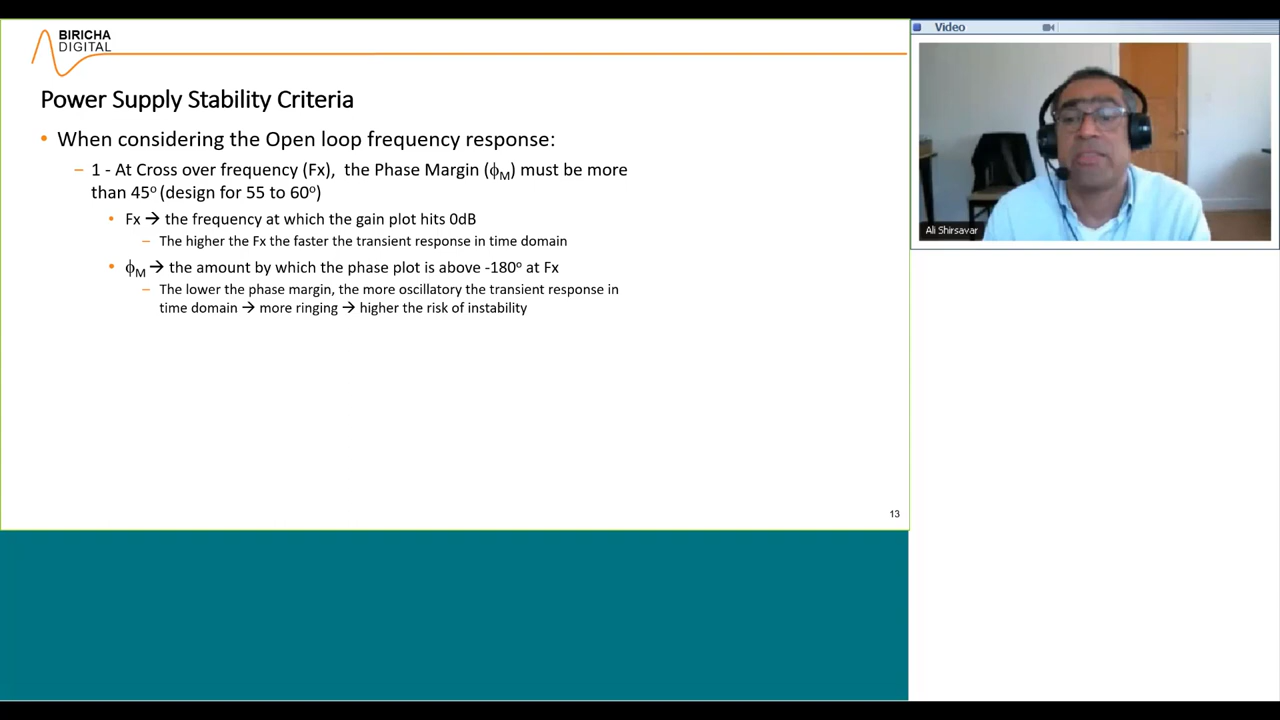 BIRICHA
DIGITAL
Power Supply Stability Criteria
• When considering the Open loop frequency response:
– 1 - At Cross over frequency (Fx), the Phase Margin (ϕM) must be more
than 45º (design for 55 to 60º)
• Fx → the frequency at which the gain plot hits 0dB
– The higher the Fx the faster the transient response in time domain
• ϕM → the amount by which the phase plot is above -180º at Fx
– The lower the phase margin, the more oscillatory the transient response in
time domain → more ringing → higher the risk of instability
13
Video
Ali Shirsavar